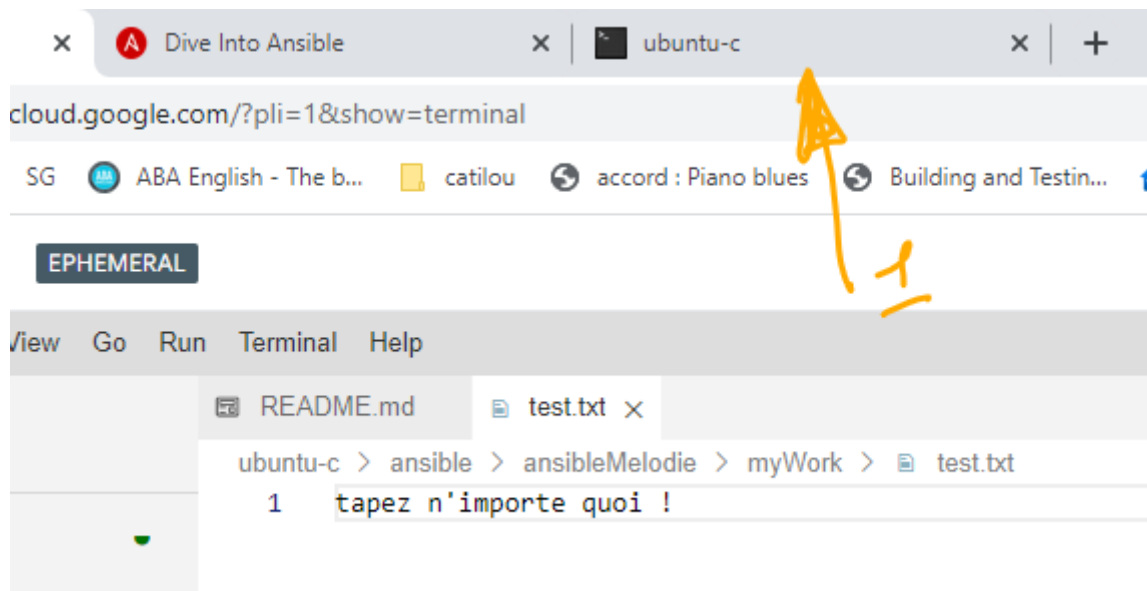 Dive Into Ansible ubuntu-c
cloud.google.com/?pli=1&show=terminal
SG ABA English - The b... catilou accord : Piano blues Building and Testin...
1
EPHEMERAL
View Go Run Terminal Help
README.md test.txt
ubuntu-c > ansible > ansibleMelodie > myWork > test.txt
1 tapez n'importe quoi !